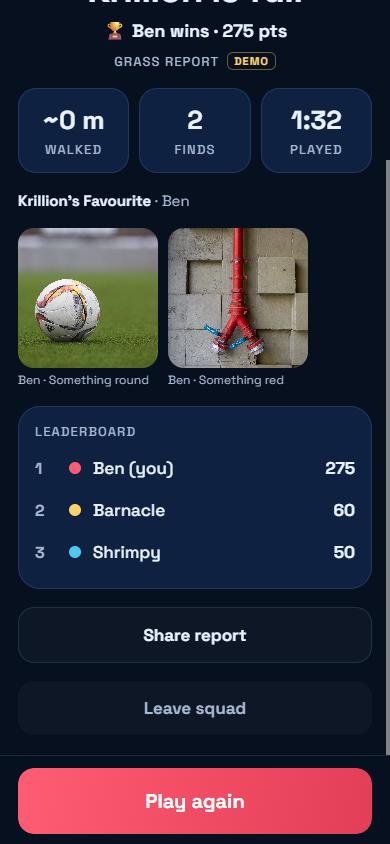 🏆 Ben wins · 275 pts
GRASS REPORT DEMO
~0 m 2 1:32
WALKED FINDS PLAYED
Krillion's Favourite · Ben
Ben · Something round Ben · Something red
LEADERBOARD
1 Ben (you) 275
2 Barnacle 60
3 Shrimpy 50
Share report
Leave squad
Play again